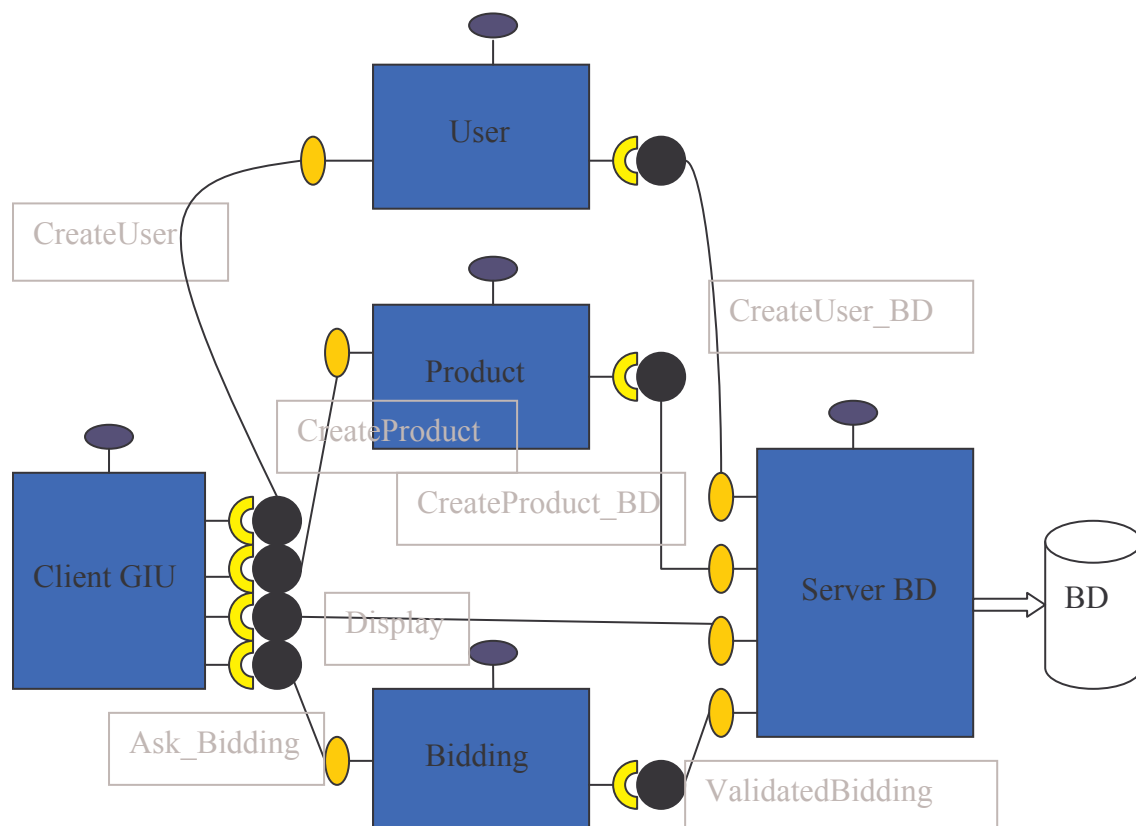 User
CreateUser
CreateUser_BD
Product
CreateProduct
CreateProduct_BD
Client GIU
Server BD
BD
Display
Ask_Bidding
Bidding
ValidatedBidding